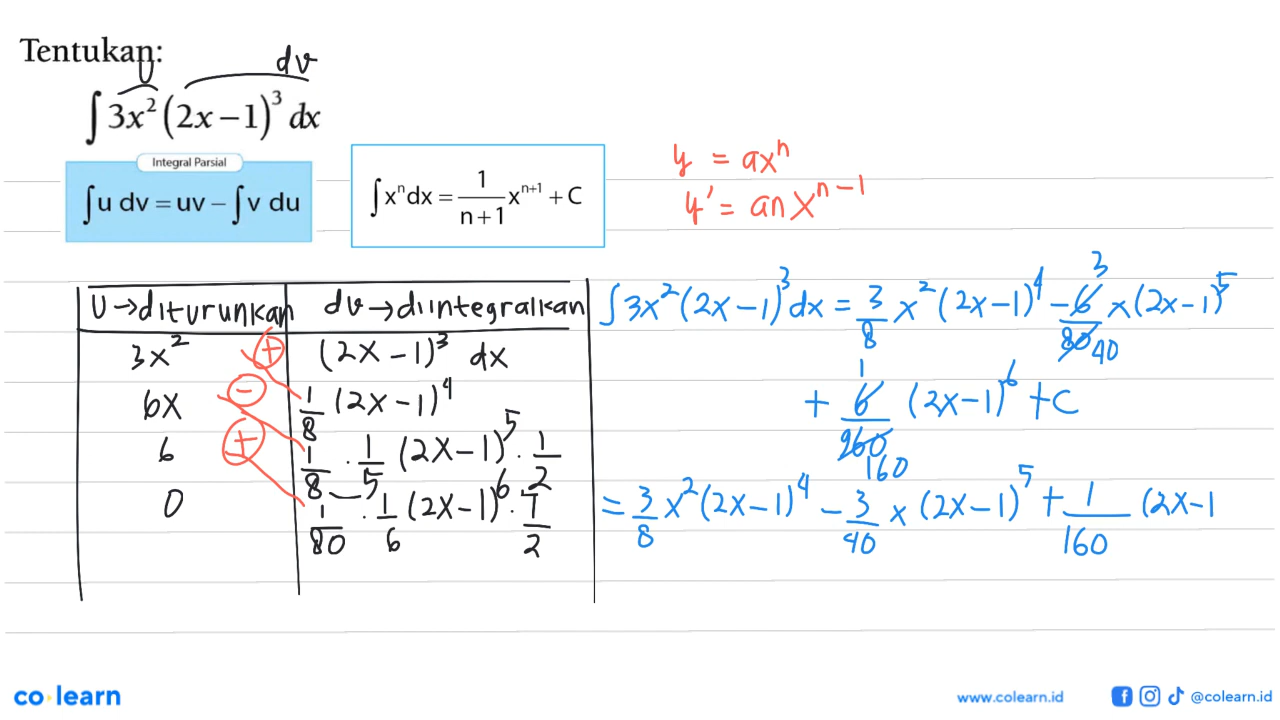 Tentukan:
U dv
∫ 3x² (2x – 1)³ dx
Integral Parsial
∫ u dv = uv – ∫ v du
∫ xⁿ dx = 1/(n+1) xⁿ⁺¹ + C
y = axⁿ
y' = anxⁿ⁻¹
U → diturunkan dv → diintegralkan
3x² + (2x – 1)³ dx
6x – 1/8 (2x – 1)⁴
6 + 1/8 · 1/5 (2x – 1)⁵ · 1/2
0 1/80 · 1/6 (2x – 1)⁶ · 1/2
∫ 3x² (2x – 1)³ dx = 3/8 x² (2x – 1)⁴ – 6/80 x (2x – 1)⁵
3 40
+ 6/960 (2x – 1)⁶ + C
1 160
= 3/8 x² (2x – 1)⁴ – 3/40 x (2x – 1)⁵ + 1/160 (2x – 1
co learn
www.colearn.id @colearn.id